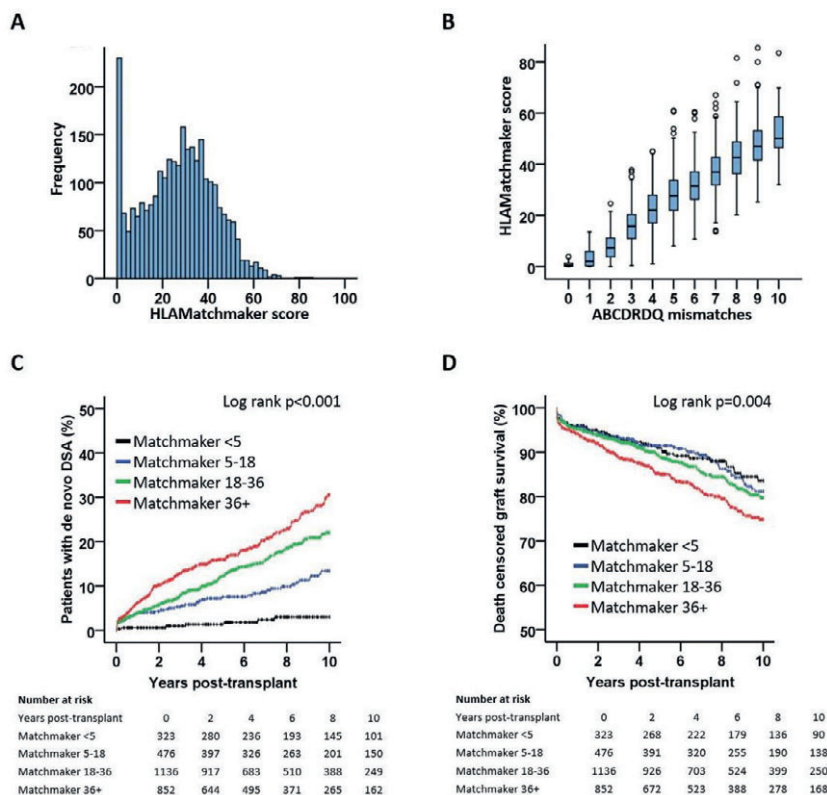 A
Frequency
200
150
100
50
0
0 20 40 60 80 100
HLAMatchmaker score
B
HLAMatchmaker score
80
60
40
20
0
0 1 2 3 4 5 6 7 8 9 10
ABCDRDQ mismatches
C
Log rank p<0.001
Patients with de novo DSA (%)
50
40
30
20
10
0
Matchmaker <5
Matchmaker 5-18
Matchmaker 18-36
Matchmaker 36+
0 2 4 6 8 10
Years post-transplant
Number at risk
Years post-transplant 0 2 4 6 8 10
Matchmaker <5 323 280 236 193 145 101
Matchmaker 5-18 476 397 326 263 201 150
Matchmaker 18-36 1136 917 683 510 388 249
Matchmaker 36+ 852 644 495 371 265 162
D
Log rank p=0.004
Death censored graft survival (%)
100
90
80
70
60
50
Matchmaker <5
Matchmaker 5-18
Matchmaker 18-36
Matchmaker 36+
0 2 4 6 8 10
Years post-transplant
Number at risk
Years post-transplant 0 2 4 6 8 10
Matchmaker <5 323 268 222 179 136 90
Matchmaker 5-18 476 391 320 255 190 138
Matchmaker 18-36 1136 926 703 524 399 250
Matchmaker 36+ 852 672 523 388 278 168